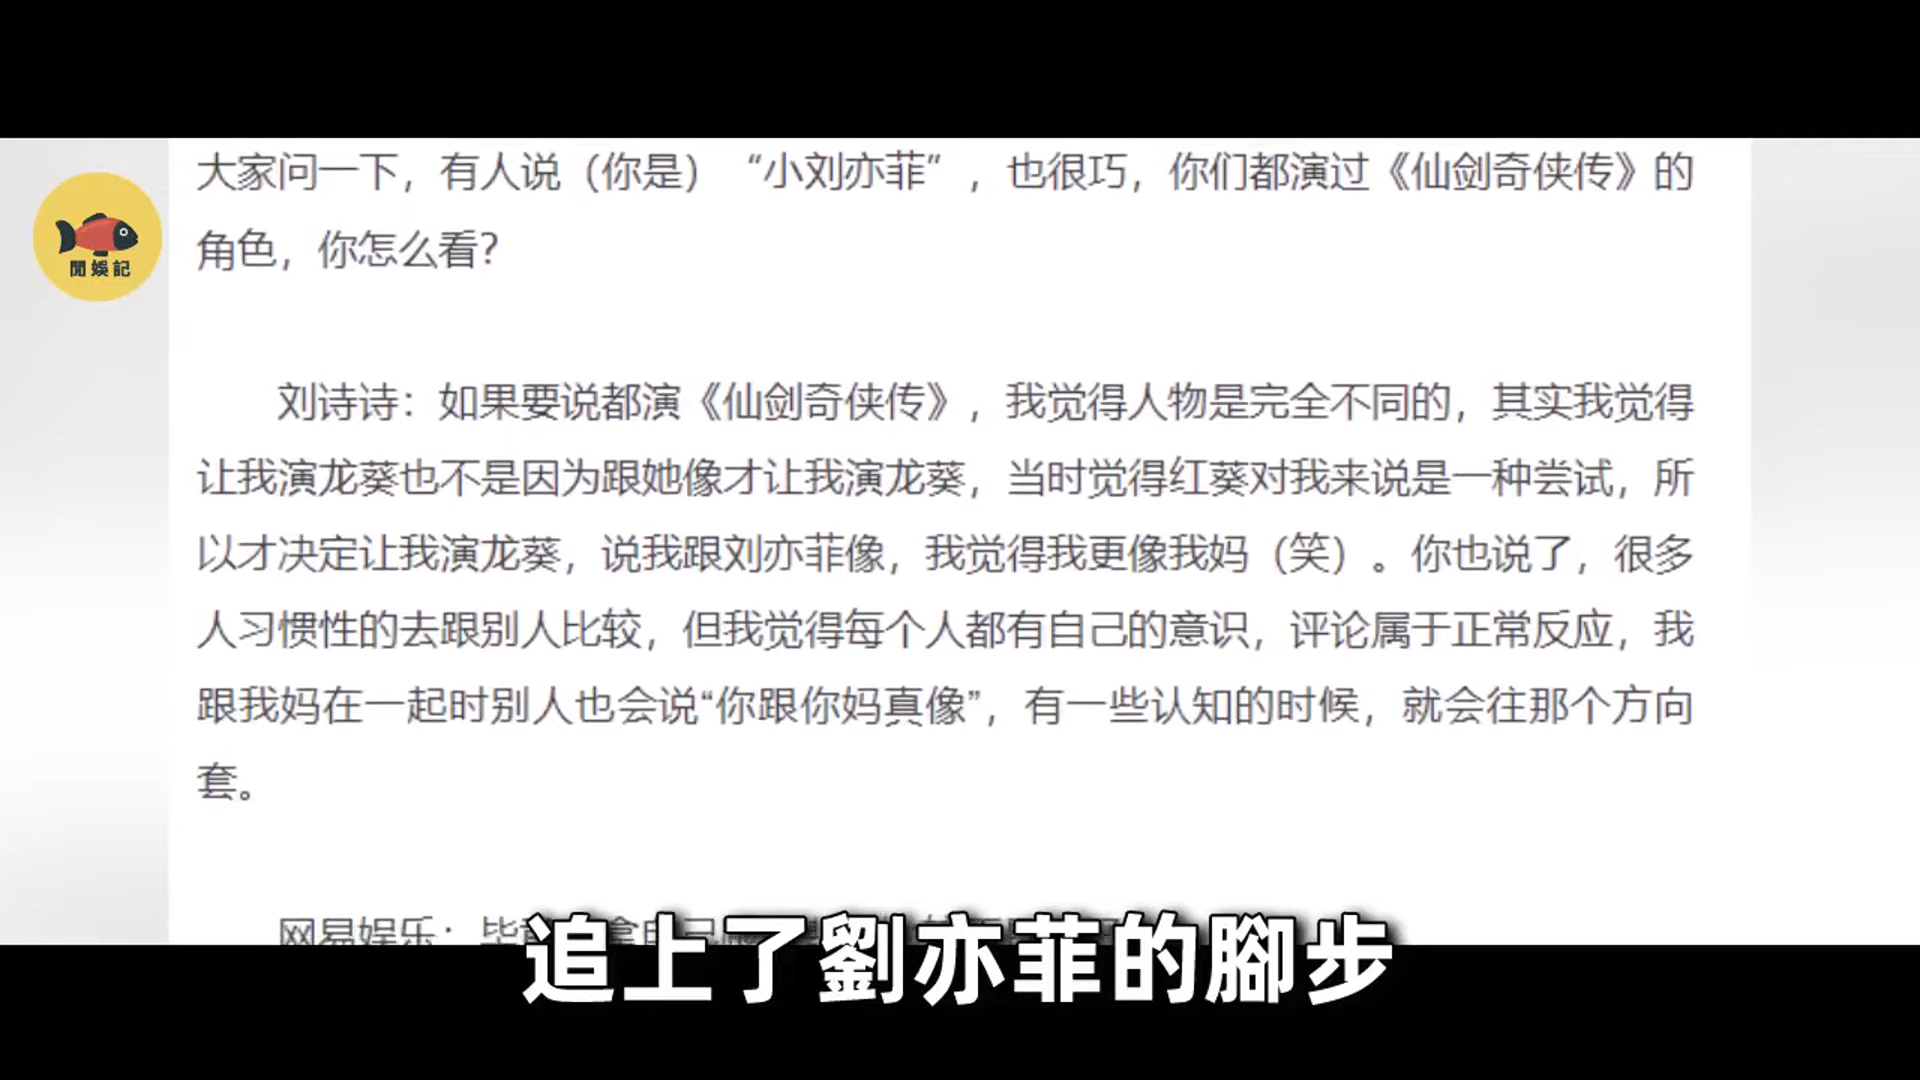 大家问一下，有人说（你是）“小刘亦菲”，也很巧，你们都演过《仙剑奇侠传》的
角色，你怎么看？
閒娛記
刘诗诗：如果要说都演《仙剑奇侠传》，我觉得人物是完全不同的，其实我觉得
让我演龙葵也不是因为跟她像才让我演龙葵，当时觉得红葵对我来说是一种尝试，所
以才决定让我演龙葵，说我跟刘亦菲像，我觉得我更像我妈（笑）。你也说了，很多
人习惯性的去跟别人比较，但我觉得每个人都有自己的意识，评论属于正常反应，我
跟我妈在一起时别人也会说“你跟你妈真像”，有一些认知的时候，就会往那个方向
套。
网易娱乐：毕竟
追上了劉亦菲的腳步